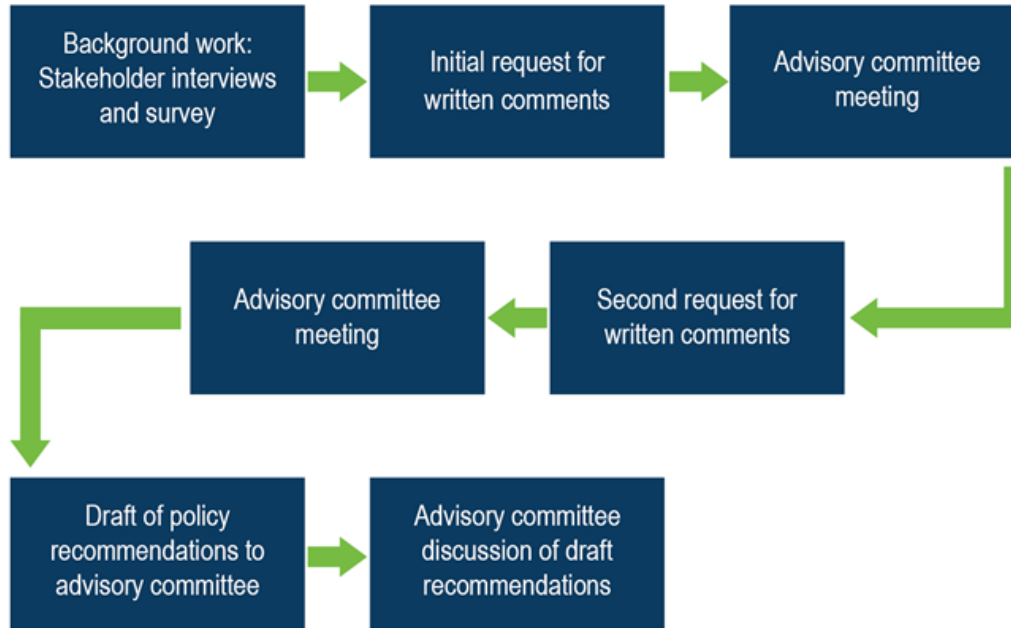 Background work:
Stakeholder interviews
and survey
Initial request for
written comments
Advisory committee
meeting
Second request for
written comments
Advisory committee
meeting
Draft of policy
recommendations to
advisory committee
Advisory committee
discussion of draft
recommendations